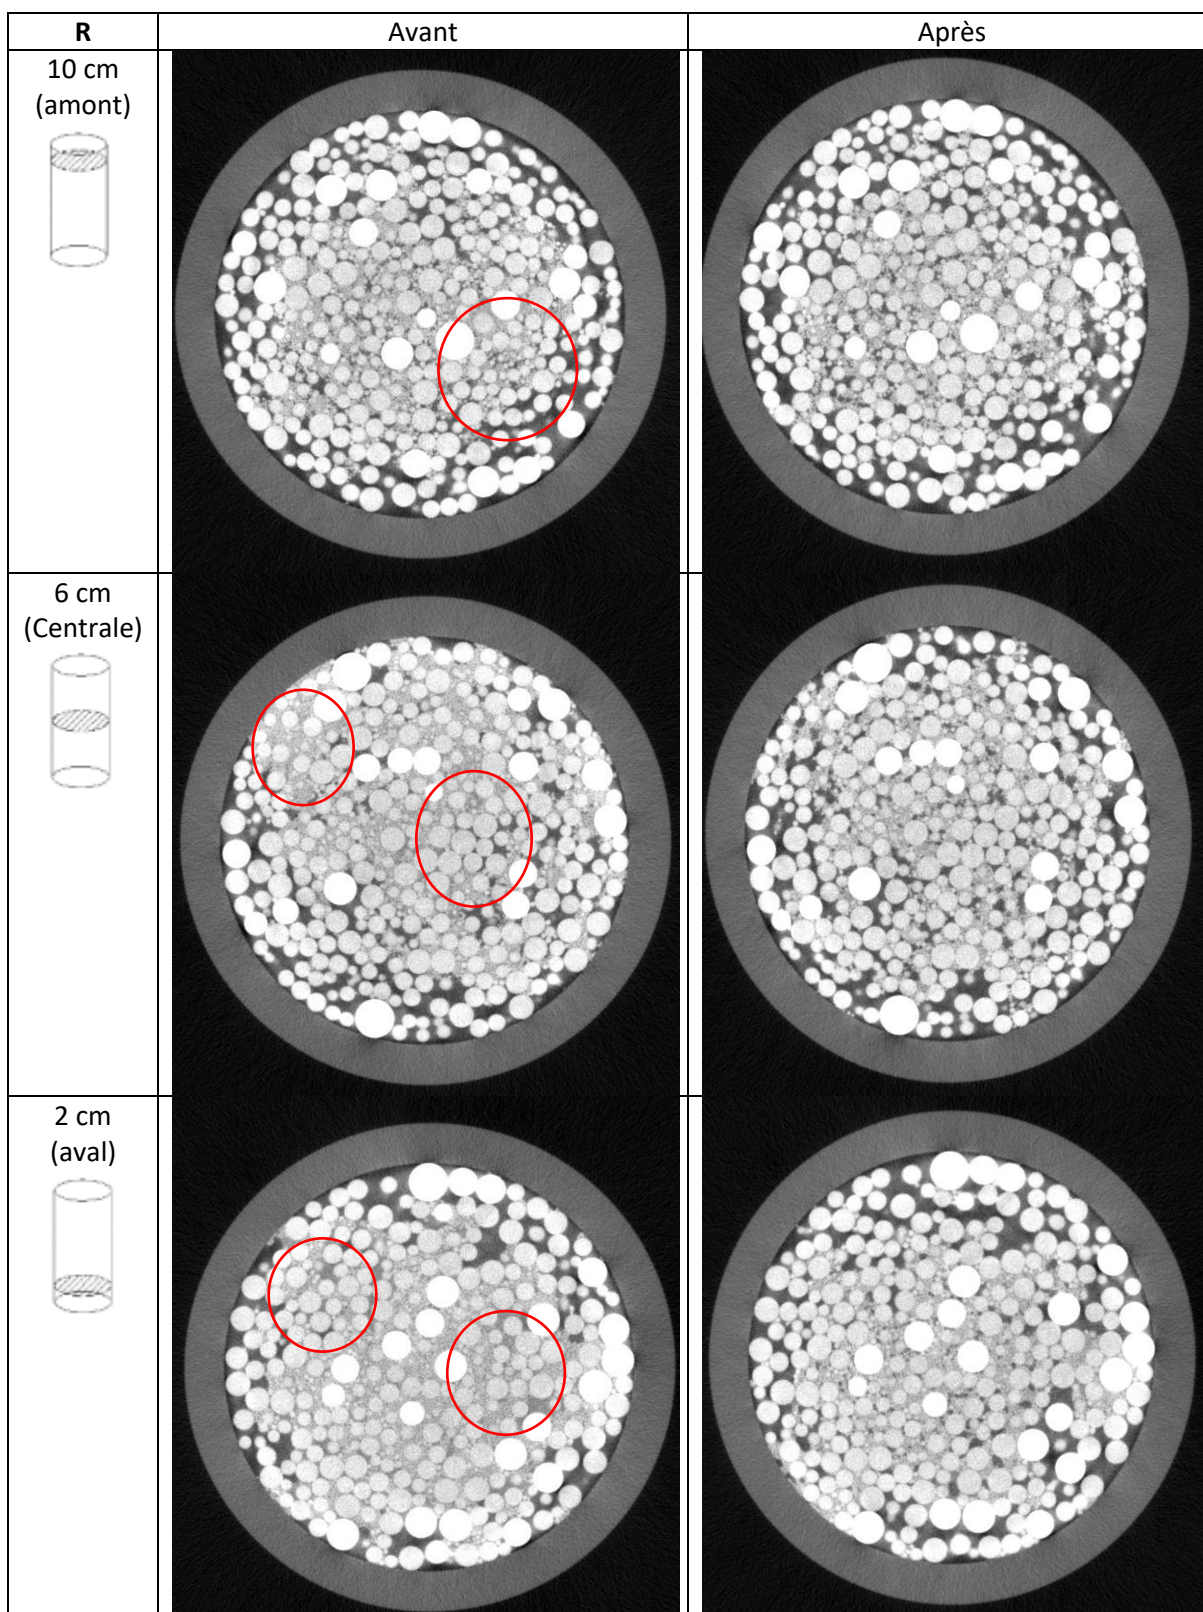 R
Avant
Après
10 cm
(amont)
6 cm
(Centrale)
2 cm
(aval)